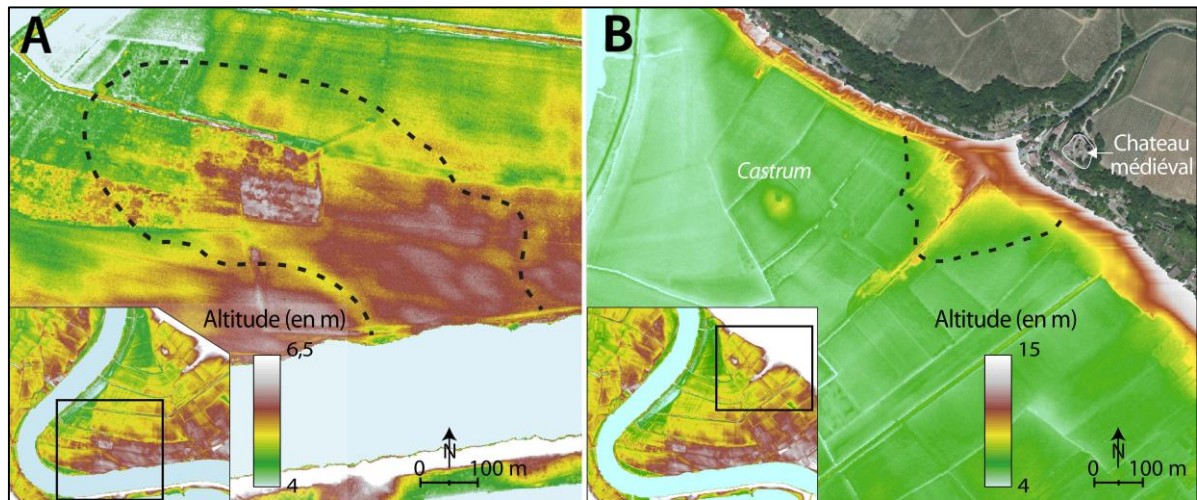 A
Altitude (en m)
6,5
4
N
0 100 m
B
Castrum
Chateau
médiéval
Altitude (en m)
15
4
N
0 100 m